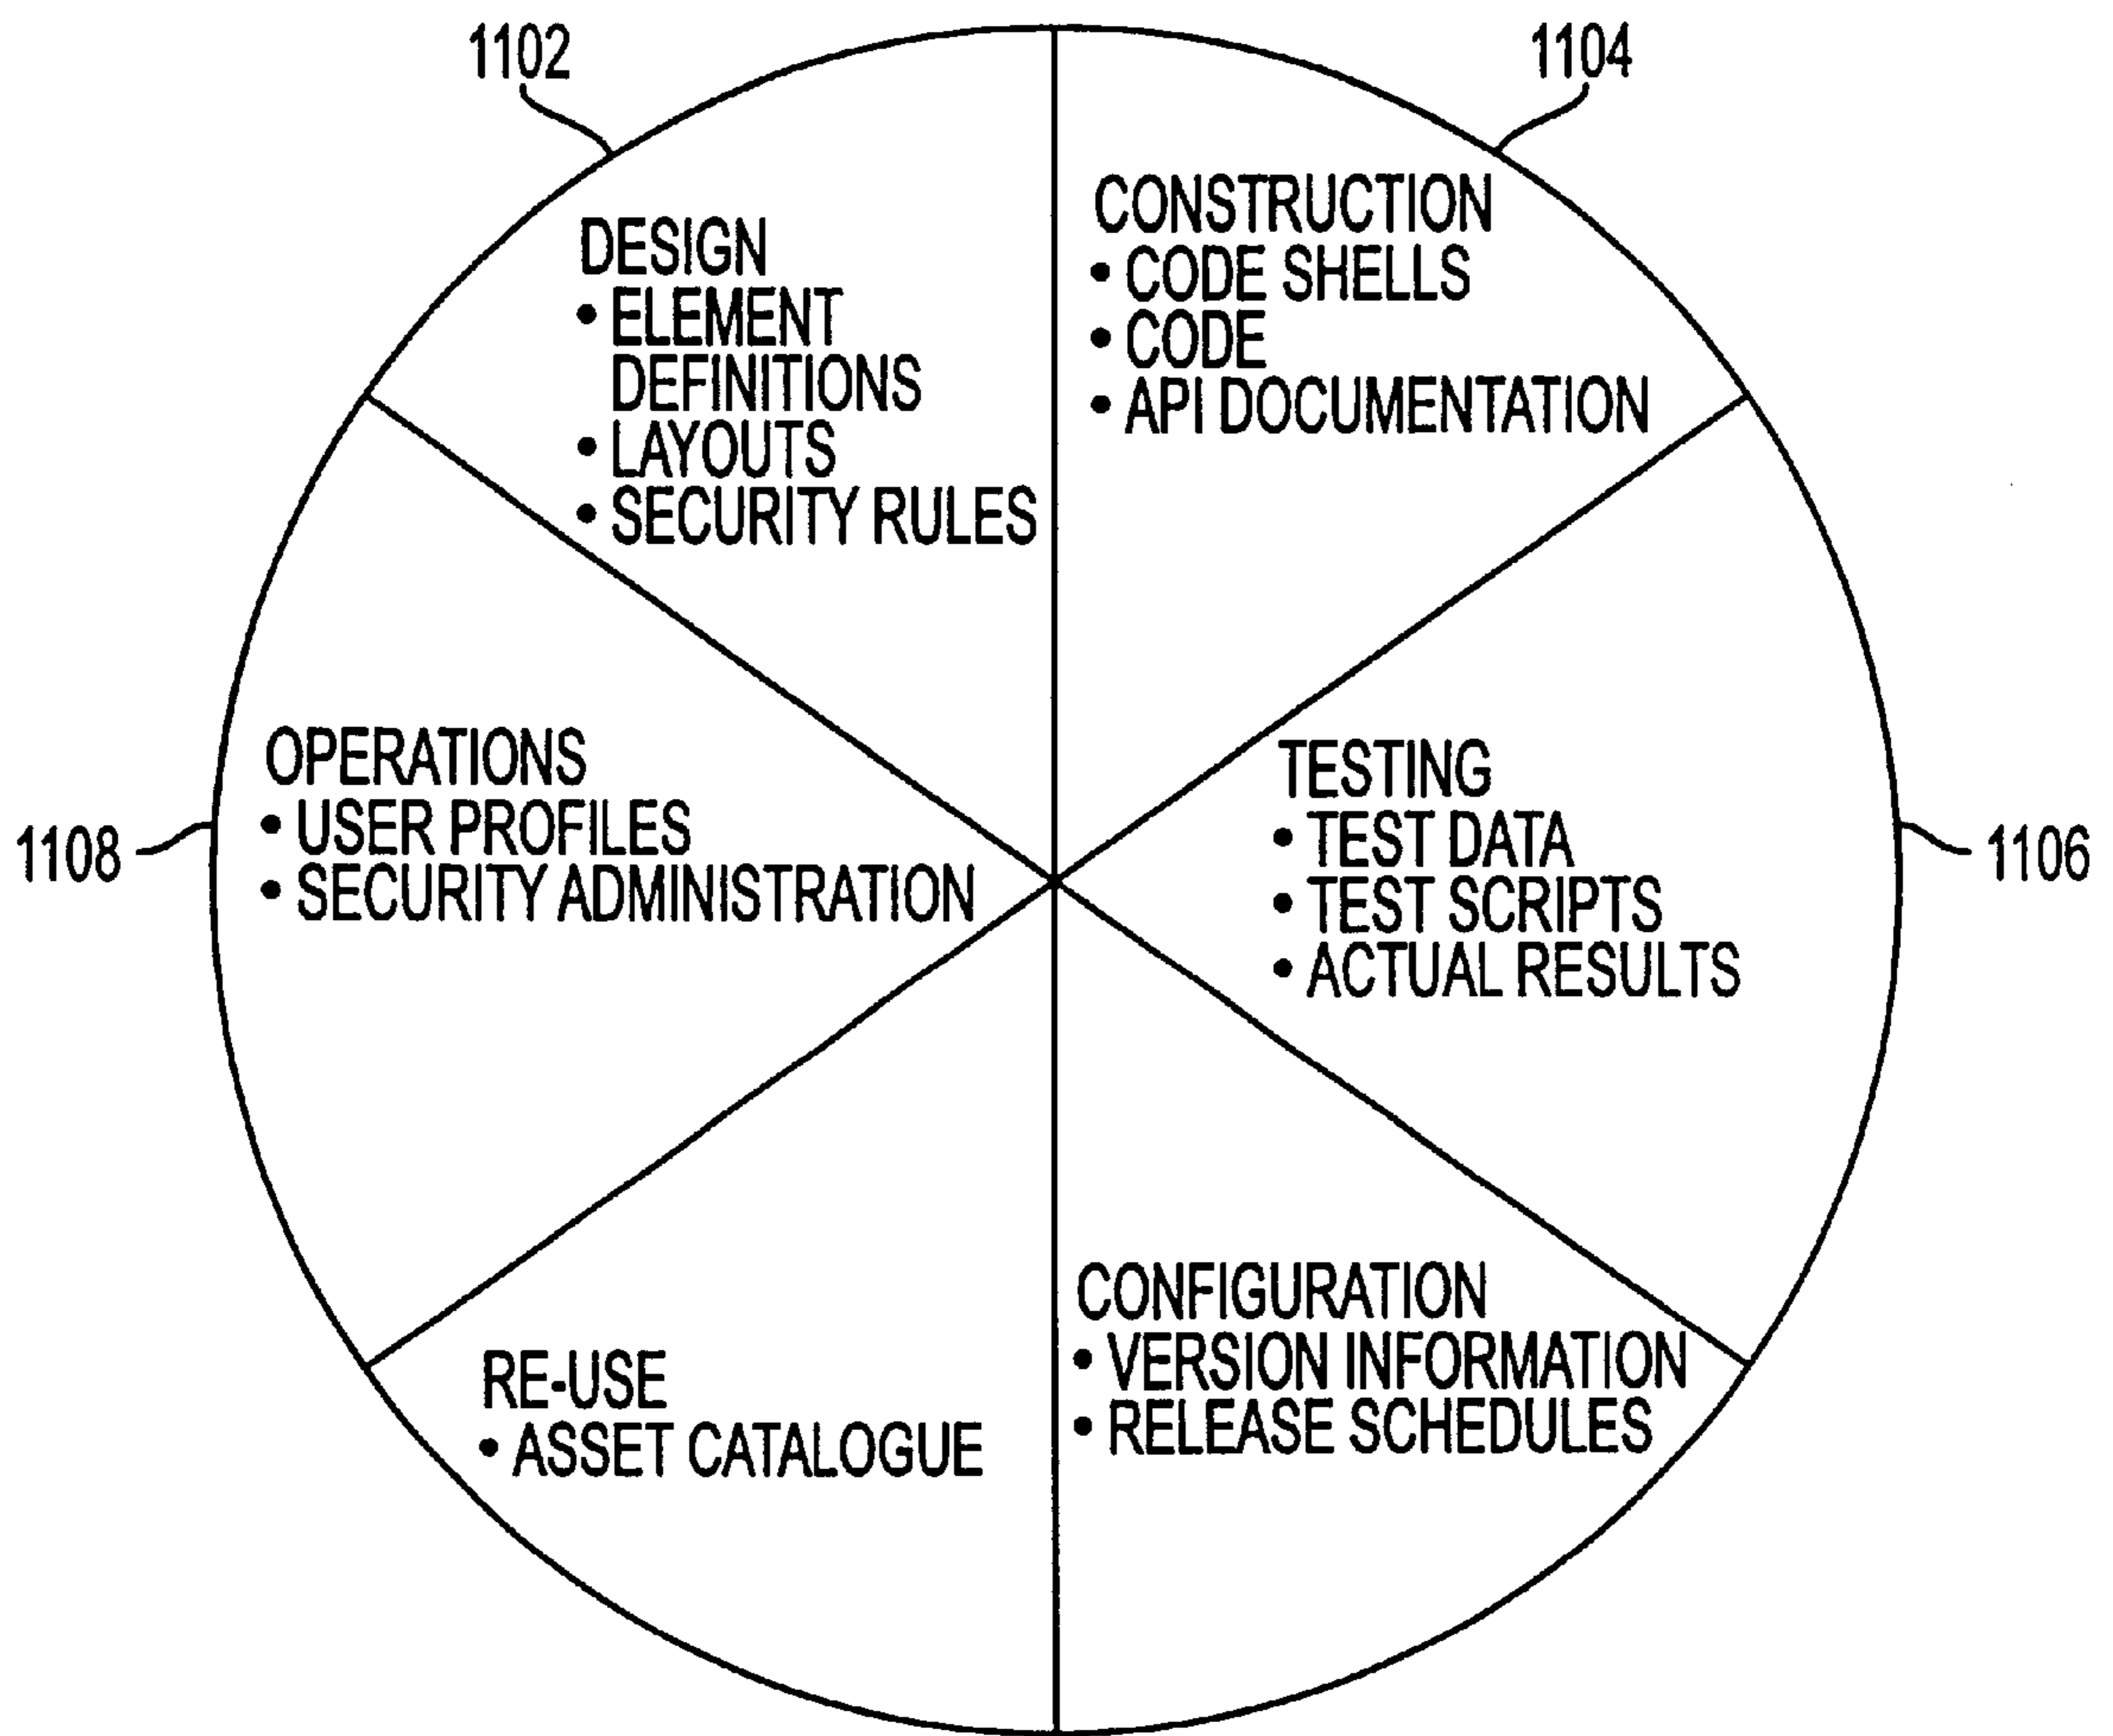 1102
DESIGN
• ELEMENT
DEFINITIONS
• LAYOUTS
• SECURITY RULES
1104
CONSTRUCTION
• CODE SHELLS
• CODE
• API DOCUMENTATION
1108
OPERATIONS
• USER PROFILES
• SECURITY ADMINISTRATION
TESTING
• TEST DATA
• TEST SCRIPTS
• ACTUAL RESULTS
1106
RE-USE
• ASSET CATALOGUE
CONFIGURATION
• VERSION INFORMATION
• RELEASE SCHEDULES